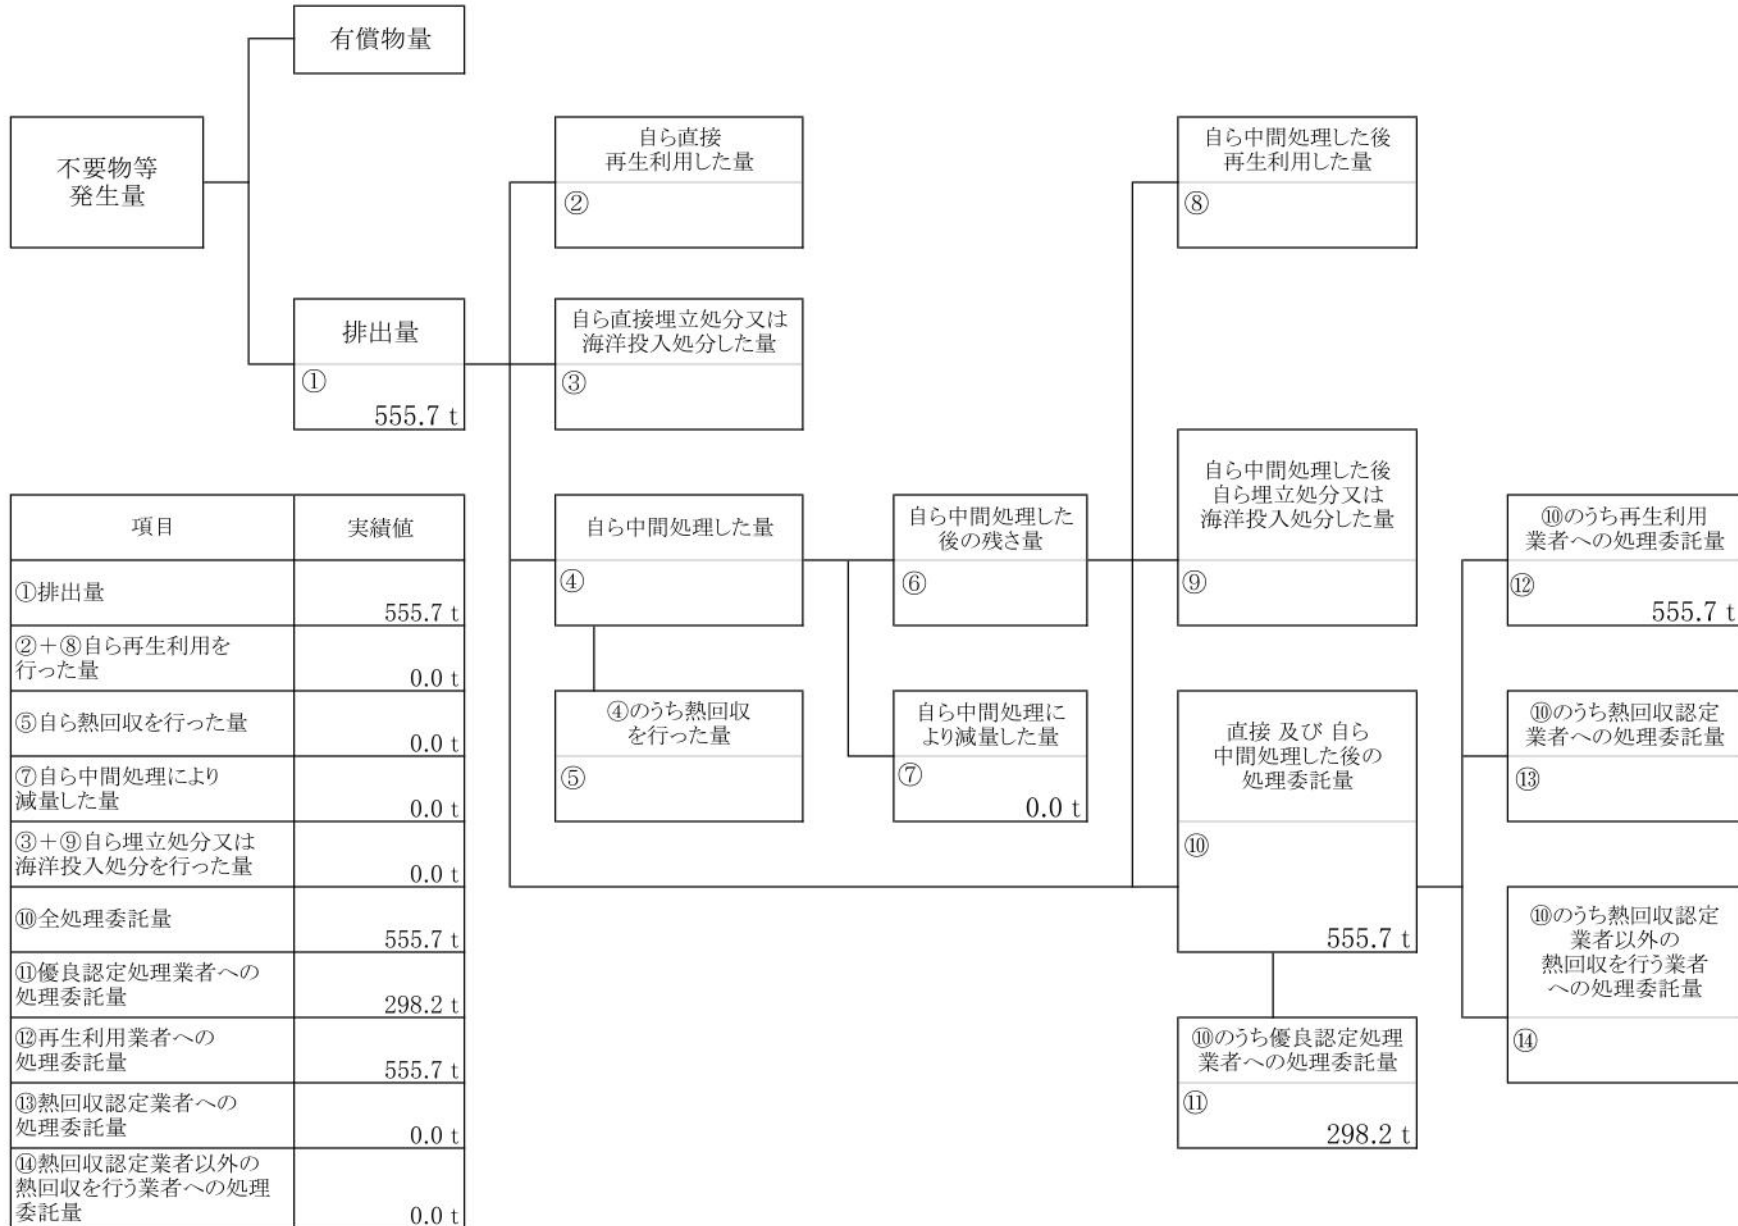 有償物量
不要物等
発生量
自ら直接
再生利用した量
②
自ら中間処理した後
再生利用した量
⑧
排出量
①
555.7 t
自ら直接埋立処分又は
海洋投入処分した量
③
自ら中間処理した量
④
自ら中間処理した
後の残さ量
⑥
自ら中間処理した後
自ら埋立処分又は
海洋投入処分した量
⑨
⑩のうち再生利用
業者への処理委託量
⑫
555.7 t
④のうち熱回収
を行った量
⑤
自ら中間処理に
より減量した量
⑦
0.0 t
直接 及び 自ら
中間処理した後の
処理委託量
⑩
555.7 t
⑩のうち熱回収認定
業者への処理委託量
⑬
⑩のうち熱回収認定
業者以外の
熱回収を行う業者
への処理委託量
⑭
⑩のうち優良認定処理
業者への処理委託量
⑪
298.2 t
項目 実績値
①排出量
555.7 t
②+⑧自ら再生利用を
行った量
0.0 t
⑤自ら熱回収を行った量
0.0 t
⑦自ら中間処理により
減量した量
0.0 t
③+⑨自ら埋立処分又は
海洋投入処分を行った量
0.0 t
⑩全処理委託量
555.7 t
⑪優良認定処理業者への
処理委託量
298.2 t
⑫再生利用業者への
処理委託量
555.7 t
⑬熱回収認定業者への
処理委託量
0.0 t
⑭熱回収認定業者以外の
熱回収を行う業者への処理
委託量
0.0 t